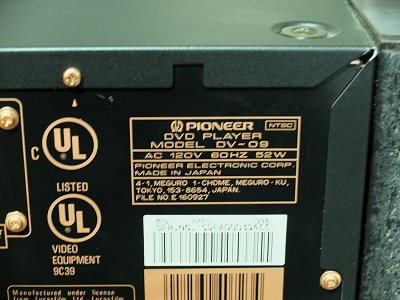 PIONEER NTSC
DVD PLAYER
MODEL DV-09
AC 120V 60HZ 52W
PIONEER ELECTRONIC CORP.
MADE IN JAPAN
4-1, MEGURO 1-CHOME, MEGURO-KU,
TOKYO, 153-8654, JAPAN.
FILE NO. E 160927
C UL
LISTED
UL
VIDEO
EQUIPMENT
9C39
SER.NO.
Manufactured under license